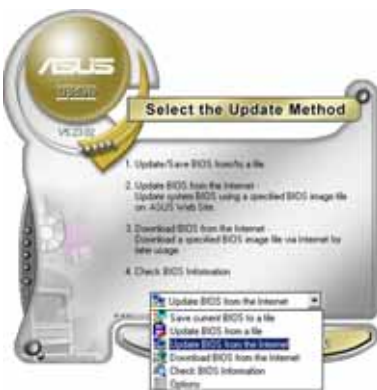 ASUS
Update
V6.23.02
Select the Update Method
1. Update/Save BIOS from/to a file
2. Update BIOS from the Internet -
Update system BIOS using a specified BIOS image file
on ASUS Web Site.
3. Download BIOS from the Internet -
Download a specified BIOS image file via Internet by
later usage.
4. Check BIOS Information
Update BIOS from the Internet
Save current BIOS to a file
Update BIOS from a file
Update BIOS from the Internet
Download BIOS from the Internet
Check BIOS Information
Options